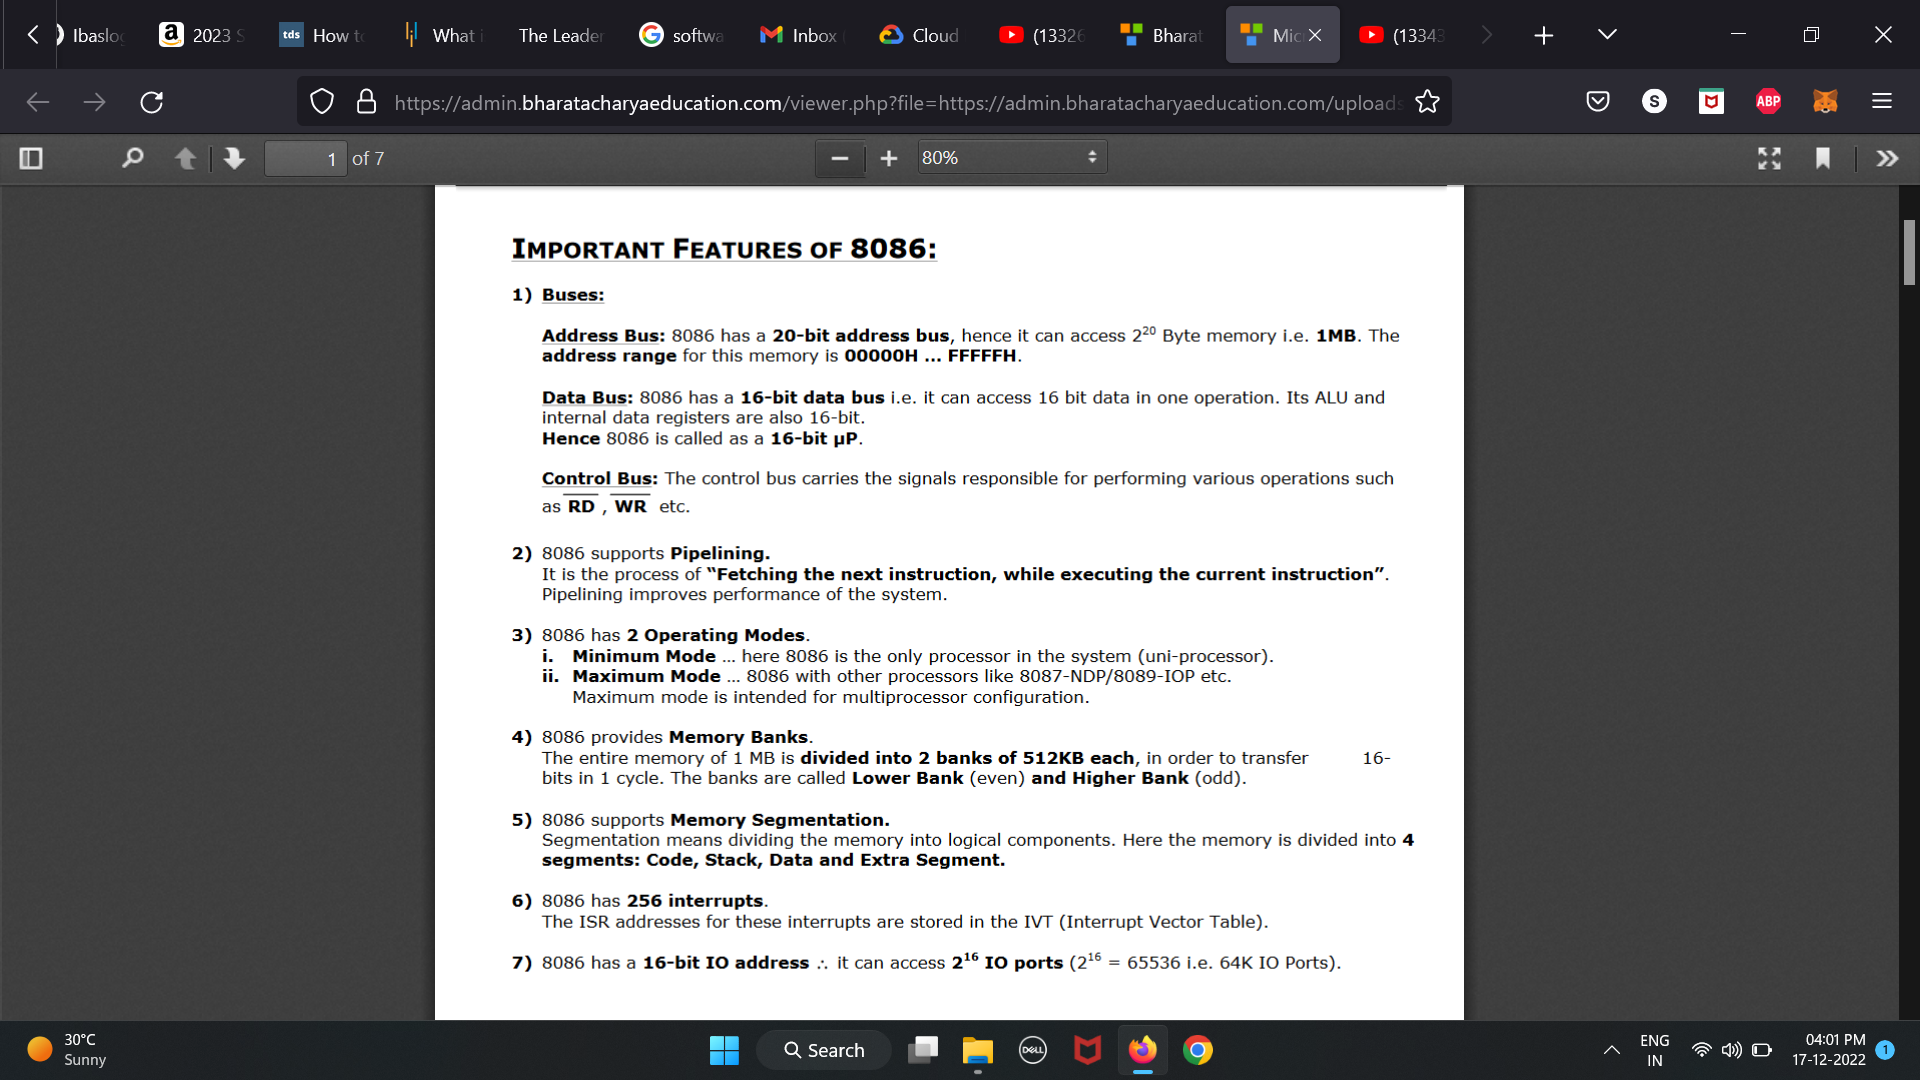 Ibaslo
2023 S
tds How to
What i
The Leader
softwa
Inbox
Cloud
(13326
Bharat
Mic
(13343
https://admin.bharatacharyaeducation.com/viewer.php?file=https://admin.bharatacharyaeducation.com/uploads
S
ABP
1 of 7
80%
IMPORTANT FEATURES OF 8086:
1) Buses:
Address Bus: 8086 has a 20-bit address bus, hence it can access 2²⁰ Byte memory i.e. 1MB. The
address range for this memory is 00000H ... FFFFFH.
Data Bus: 8086 has a 16-bit data bus i.e. it can access 16 bit data in one operation. Its ALU and
internal data registers are also 16-bit.
Hence 8086 is called as a 16-bit µP.
Control Bus: The control bus carries the signals responsible for performing various operations such
as R̅D̅ , W̅R̅ etc.
2) 8086 supports Pipelining.
It is the process of “Fetching the next instruction, while executing the current instruction”.
Pipelining improves performance of the system.
3) 8086 has 2 Operating Modes.
i. Minimum Mode ... here 8086 is the only processor in the system (uni-processor).
ii. Maximum Mode ... 8086 with other processors like 8087-NDP/8089-IOP etc.
Maximum mode is intended for multiprocessor configuration.
4) 8086 provides Memory Banks.
The entire memory of 1 MB is divided into 2 banks of 512KB each, in order to transfer 16-
bits in 1 cycle. The banks are called Lower Bank (even) and Higher Bank (odd).
5) 8086 supports Memory Segmentation.
Segmentation means dividing the memory into logical components. Here the memory is divided into 4
segments: Code, Stack, Data and Extra Segment.
6) 8086 has 256 interrupts.
The ISR addresses for these interrupts are stored in the IVT (Interrupt Vector Table).
7) 8086 has a 16-bit IO address ∴ it can access 2¹⁶ IO ports (2¹⁶ = 65536 i.e. 64K IO Ports).
30°C
Sunny
Search
DELL
ENG
IN
04:01 PM
17-12-2022
1